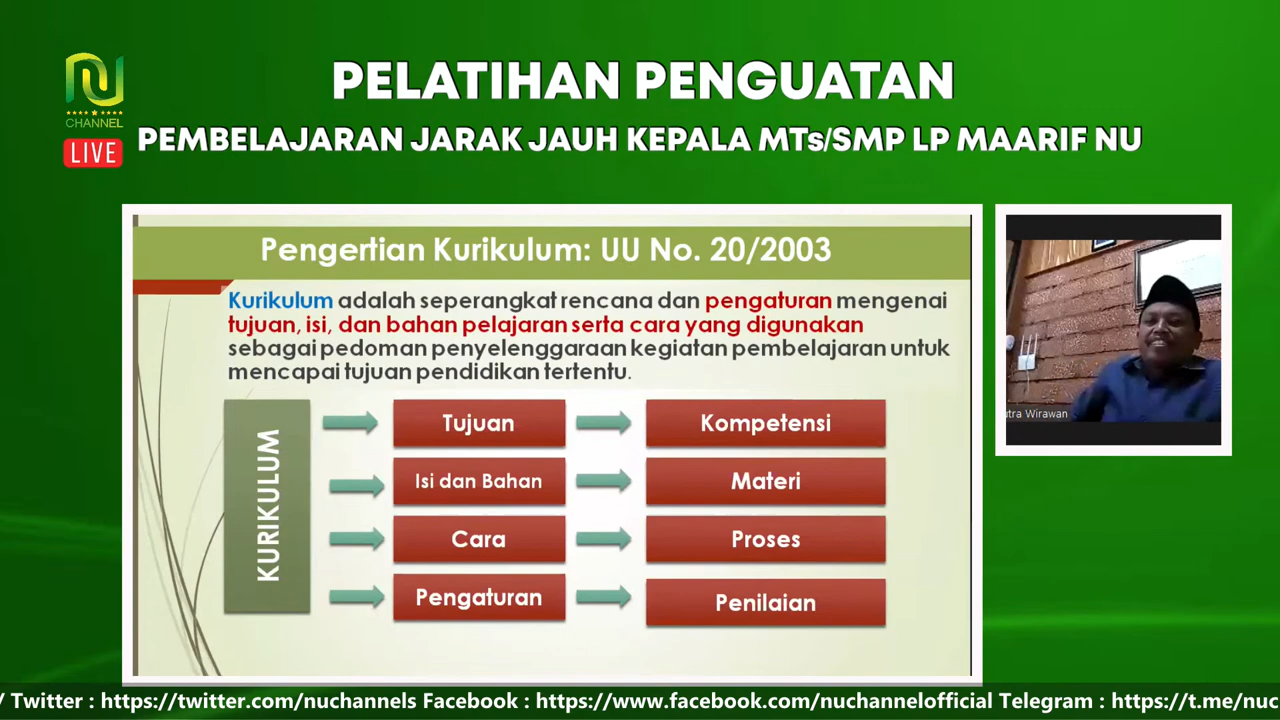 PELATIHAN PENGUATAN
PEMBELAJARAN JARAK JAUH KEPALA MTs/SMP LP MAARIF NU
CHANNEL
LIVE
Pengertian Kurikulum: UU No. 20/2003
Kurikulum adalah seperangkat rencana dan pengaturan mengenai
tujuan, isi, dan bahan pelajaran serta cara yang digunakan
sebagai pedoman penyelenggaraan kegiatan pembelajaran untuk
mencapai tujuan pendidikan tertentu.
KURIKULUM
Tujuan
Kompetensi
Isi dan Bahan
Materi
Cara
Proses
Pengaturan
Penilaian
Wirawan
/ Twitter : https://twitter.com/nuchannels Facebook : https://www.facebook.com/nuchannelofficial Telegram : https://t.me/nuc